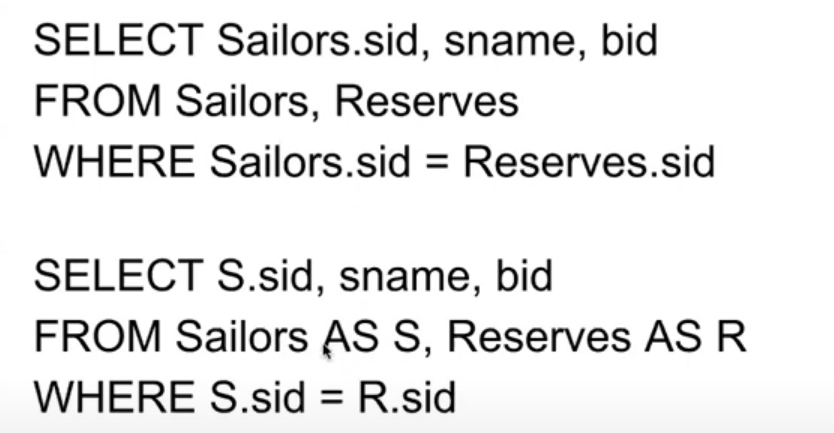 SELECT Sailors.sid, sname, bid
FROM Sailors, Reserves
WHERE Sailors.sid = Reserves.sid
SELECT S.sid, sname, bid
FROM Sailors AS S, Reserves AS R
WHERE S.sid = R.sid